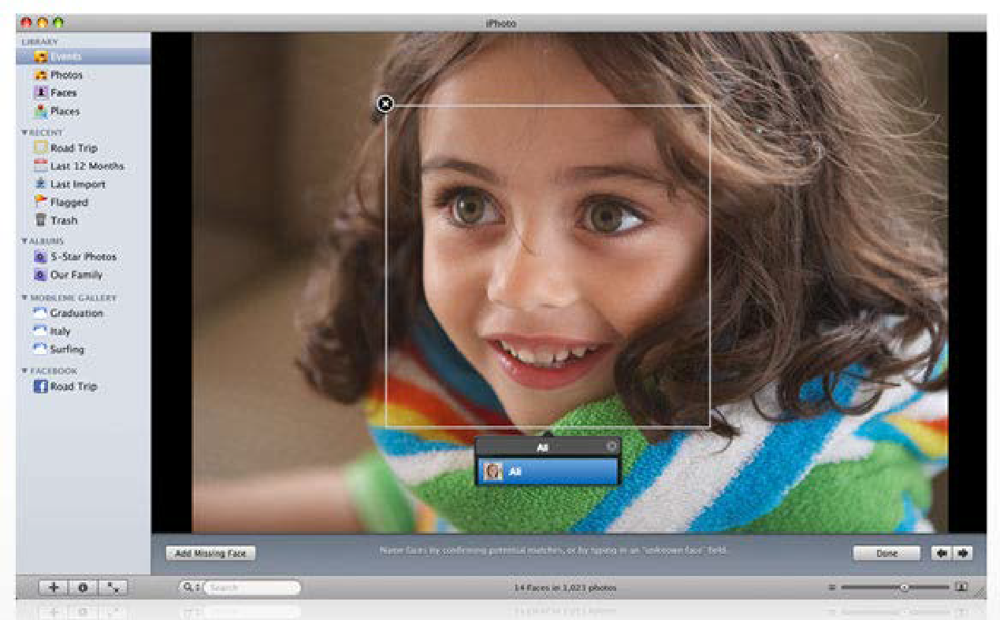 iPhoto
LIBRARY
Events
Photos
Faces
Places
RECENT
Road Trip
Last 12 Months
Last Import
Flagged
Trash
ALBUMS
5-Star Photos
Our Family
MOBILEME GALLERY
Graduation
Italy
Surfing
FACEBOOK
Road Trip
Ali
Ali
Add Missing Face
Name faces by confirming potential matches, or by typing in an "unknown face" field.
Done
Search
14 Faces in 1,023 photos